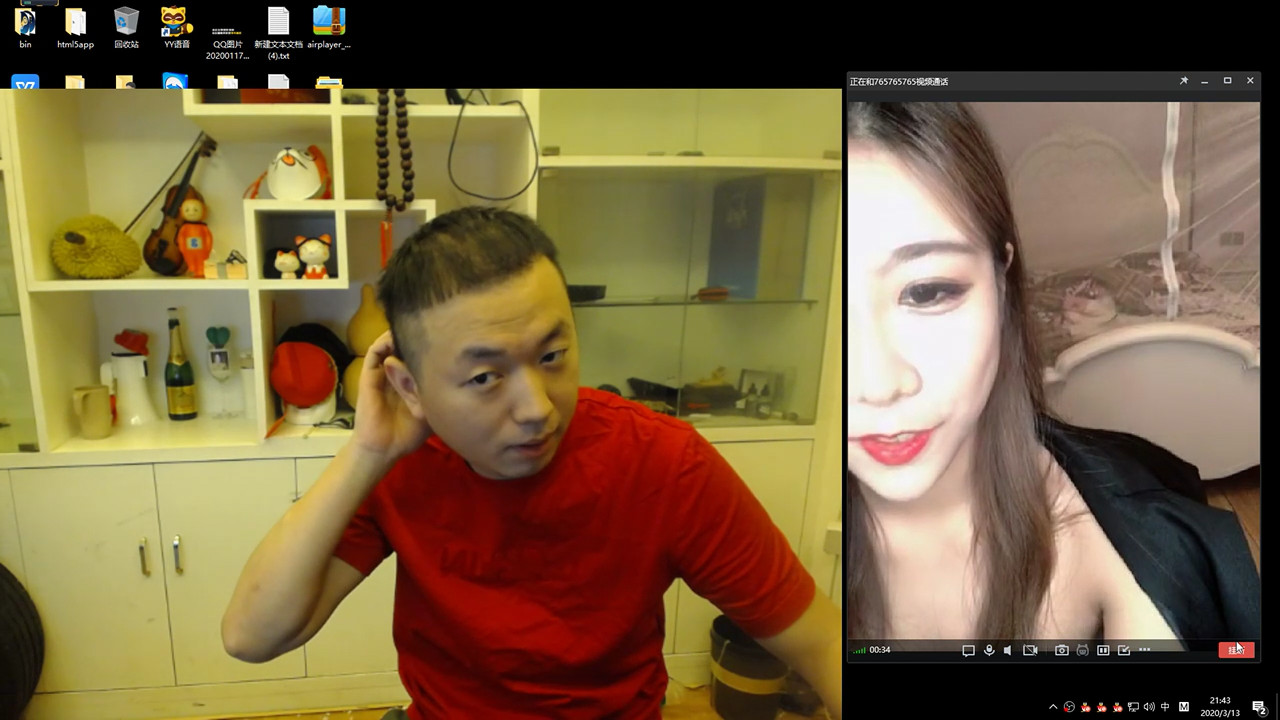 bin
html5app
回收站
YY语音
QQ图片
20200117...
新建文本文档
(4).txt
airplayer_...
正在和765765765视频通话
00:34
中
M
21:43
2020/3/13
2